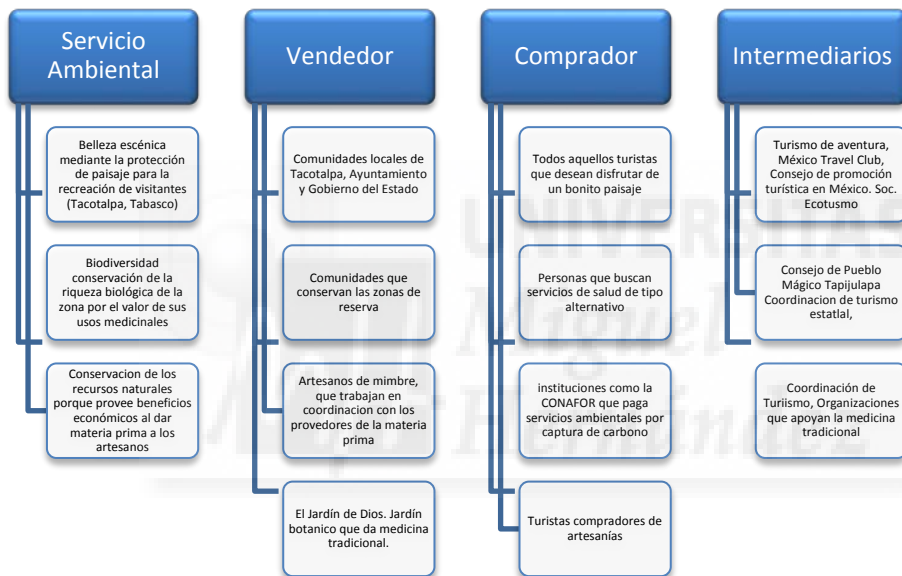 Servicio
Ambiental
Belleza escénica
mediante la protección
de paisaje para la
recreación de visitantes
(Tacotalpa, Tabasco)
Biodiversidad
conservación de la
riqueza biológica de la
zona por el valor de sus
usos medicinales
Conservacion de los
recursos naturales
porque provee beneficios
económicos al dar
materia prima a los
artesanos
Vendedor
Comunidades locales de
Tacotalpa, Ayuntamiento
y Gobierno del Estado
Comunidades que
conservan las zonas de
reserva
Artesanos de mimbre,
que trabajan en
coordinacion con los
provedores de la materia
prima
El Jardín de Dios. Jardín
botanico que da medicina
tradicional.
Comprador
Todos aquellos turistas
que desean disfrutar de
un bonito paisaje
Personas que buscan
servicios de salud de tipo
alternativo
instituciones como la
CONAFOR que paga
servicios ambientales por
captura de carbono
Turistas compradores de
artesanías
Intermediarios
Turismo de aventura,
México Travel Club,
Consejo de promoción
turística en México. Soc.
Ecotusmo
Consejo de Pueblo
Mágico Tapijulapa
Coordinacion de turismo
estatlal,
Coordinación de
Turiismo, Organizaciones
que apoyan la medicina
tradicional
UNIVERSITAS
Miguel
Hernández